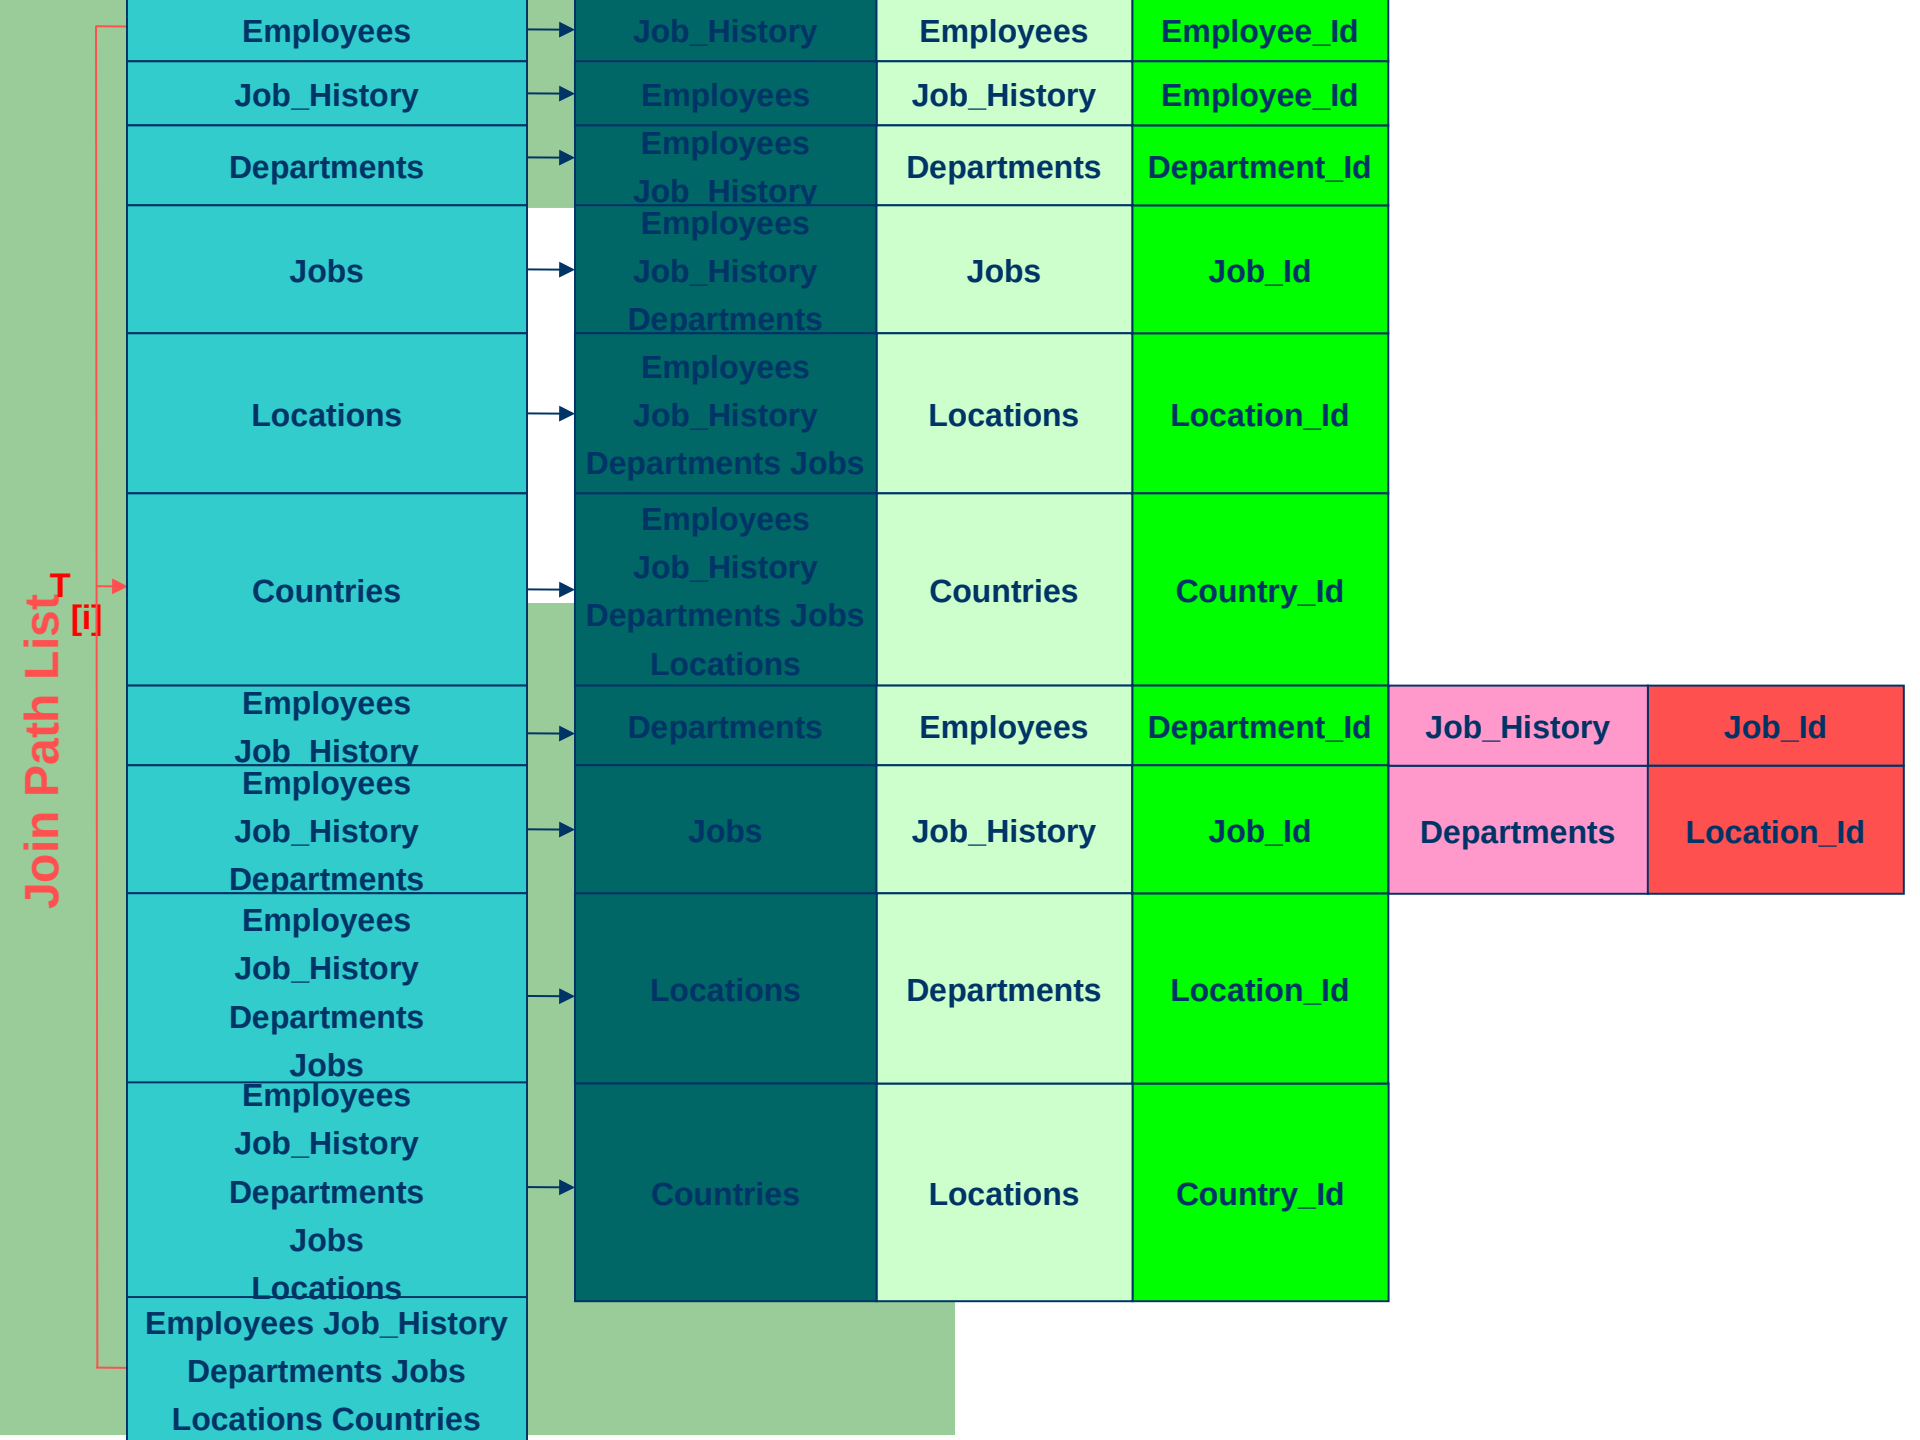 Employees
Job_History
Employees
Employee_Id
Job_History
Employees
Job_History
Employee_Id
Departments
Employees
Job_History
Departments
Department_Id
Jobs
Employees
Job_History
Departments
Jobs
Job_Id
Locations
Employees
Job_History
Departments Jobs
Locations
Location_Id
Countries
Employees
Job_History
Departments Jobs
Locations
Countries
Country_Id
T
[i]
Join Path List
Employees
Job_History
Departments
Employees
Department_Id
Job_History
Job_Id
Employees
Job_History
Departments
Jobs
Job_History
Job_Id
Departments
Location_Id
Employees
Job_History
Departments
Jobs
Locations
Departments
Location_Id
Employees
Job_History
Departments
Jobs
Locations
Countries
Locations
Country_Id
Employees Job_History
Departments Jobs
Locations Countries